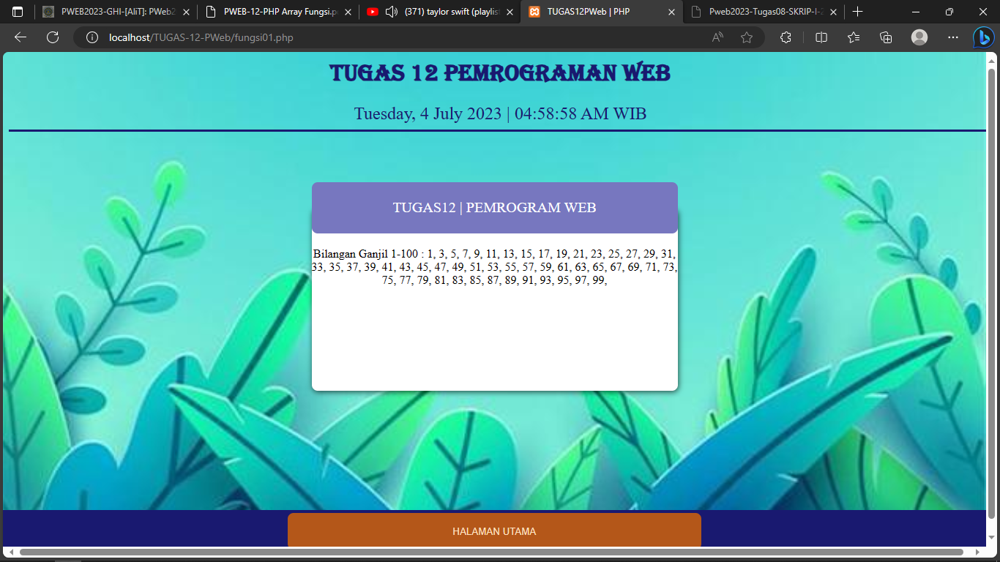 PWEB2023-GHI-[AliT]: PWeb2
PWEB-12-PHP Array Fungsi.p
(371) taylor swift (playlis
TUGAS12PWeb | PHP
Pweb2023-Tugas08-SKRIP-I-2
localhost/TUGAS-12-PWeb/fungsi01.php
TUGAS 12 PEMROGRAMAN WEB
Tuesday, 4 July 2023 | 04:58:58 AM WIB
TUGAS12 | PEMROGRAM WEB
Bilangan Ganjil 1-100 : 1, 3, 5, 7, 9, 11, 13, 15, 17, 19, 21, 23, 25, 27, 29, 31,
33, 35, 37, 39, 41, 43, 45, 47, 49, 51, 53, 55, 57, 59, 61, 63, 65, 67, 69, 71, 73,
75, 77, 79, 81, 83, 85, 87, 89, 91, 93, 95, 97, 99,
HALAMAN UTAMA